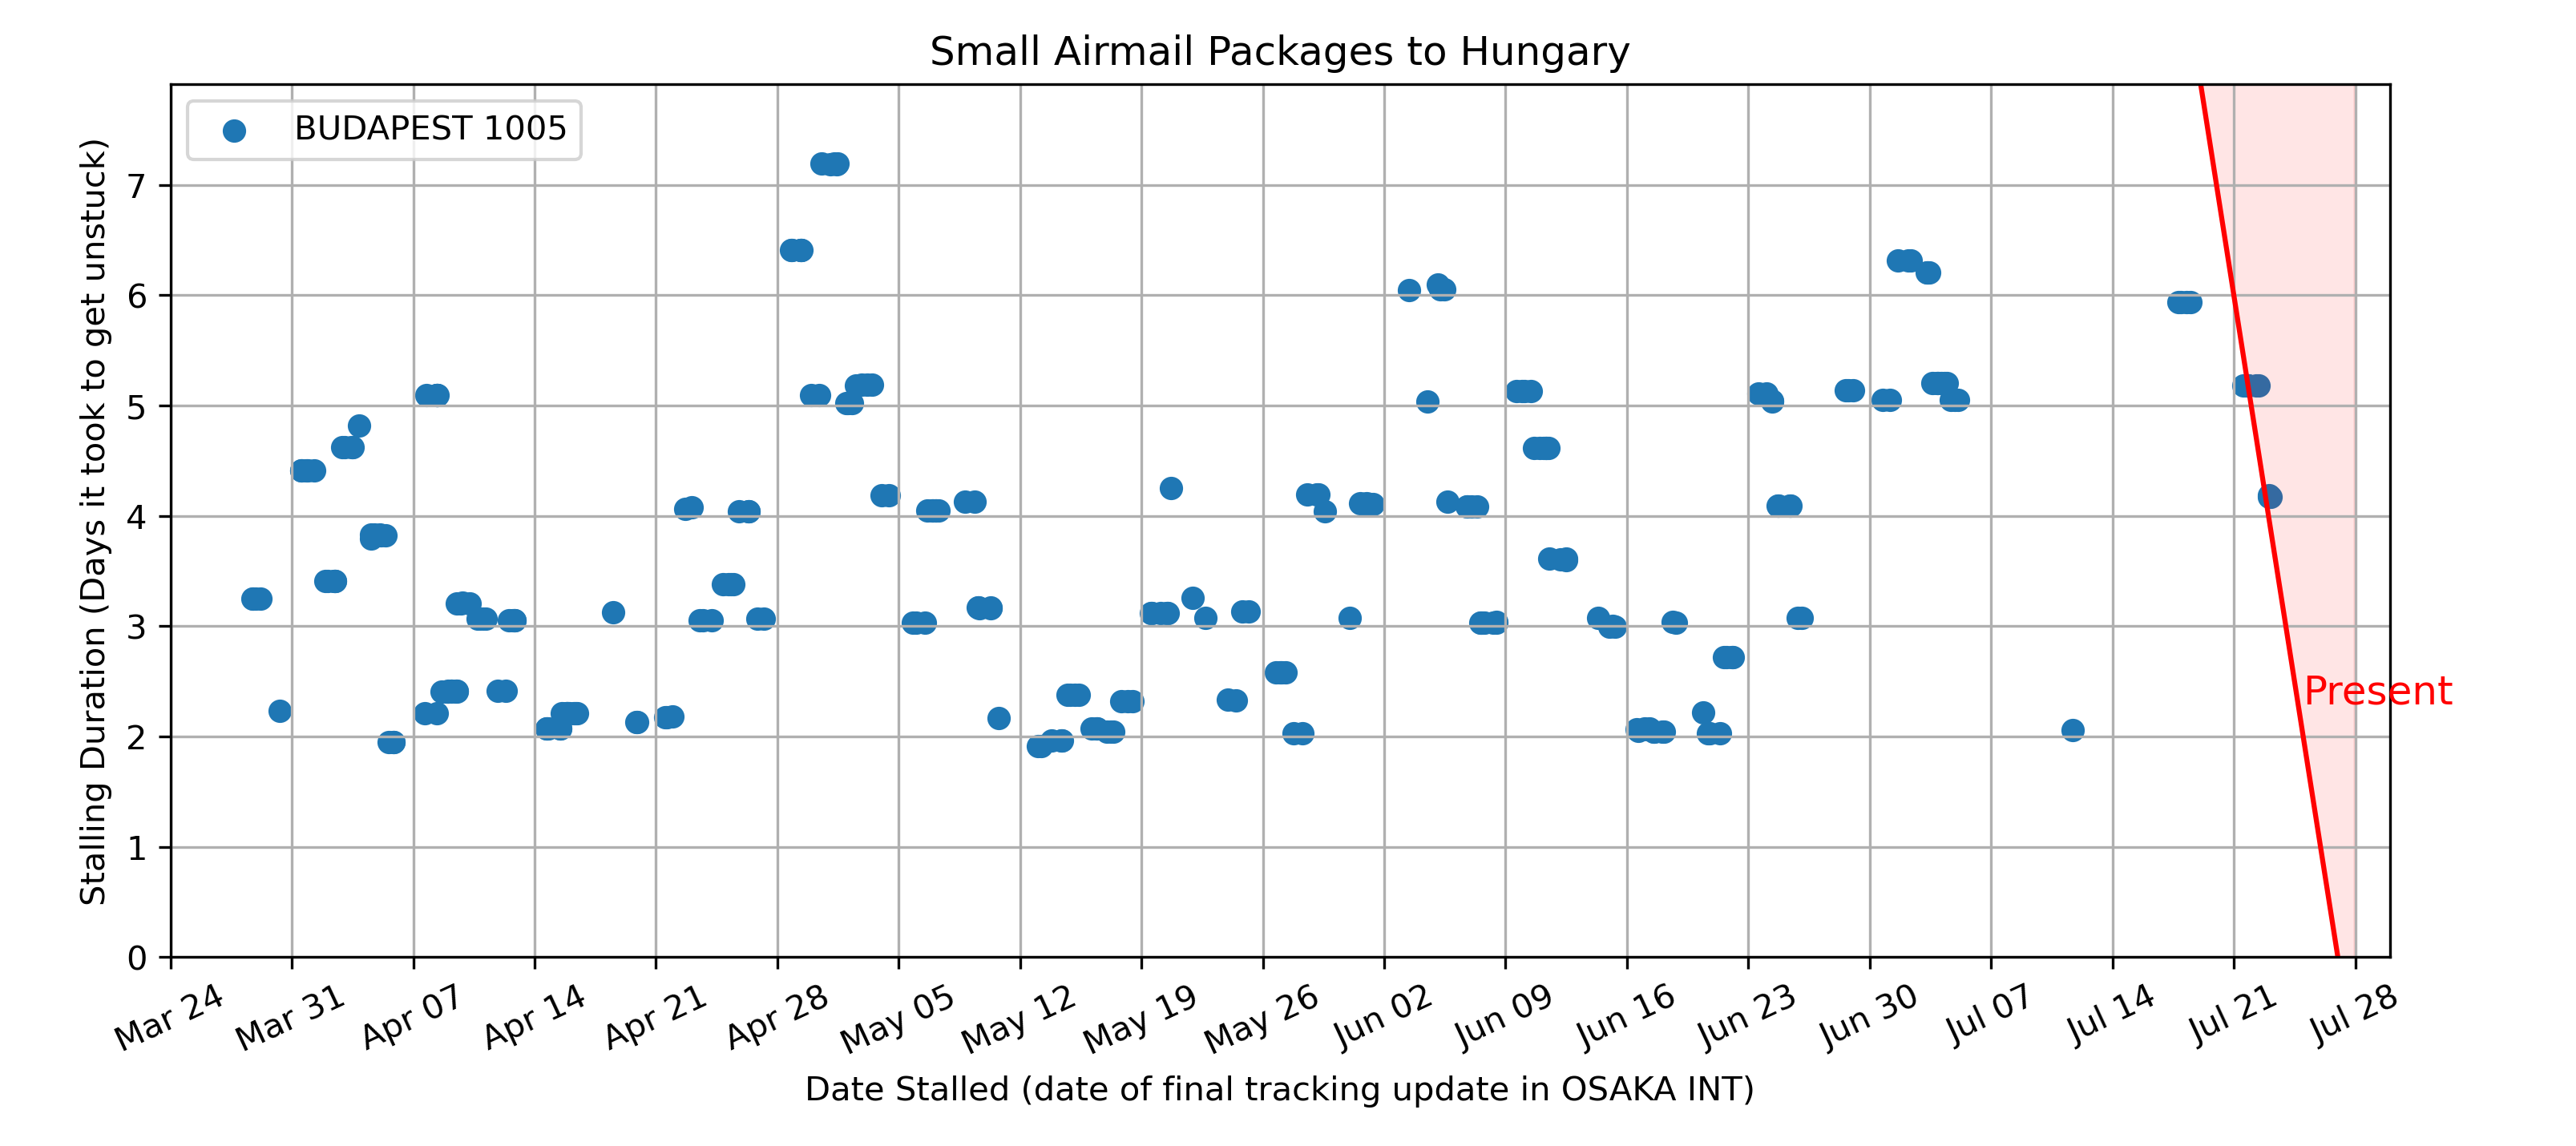 Small Airmail Packages to Hungary
BUDAPEST 1005
Stalling Duration (Days it took to get unstuck)
7
6
5
4
3
2
1
0
Present
Mar 24
Mar 31
Apr 07
Apr 14
Apr 21
Apr 28
May 05
May 12
May 19
May 26
Jun 02
Jun 09
Jun 16
Jun 23
Jun 30
Jul 07
Jul 14
Jul 21
Jul 28
Date Stalled (date of final tracking update in OSAKA INT)